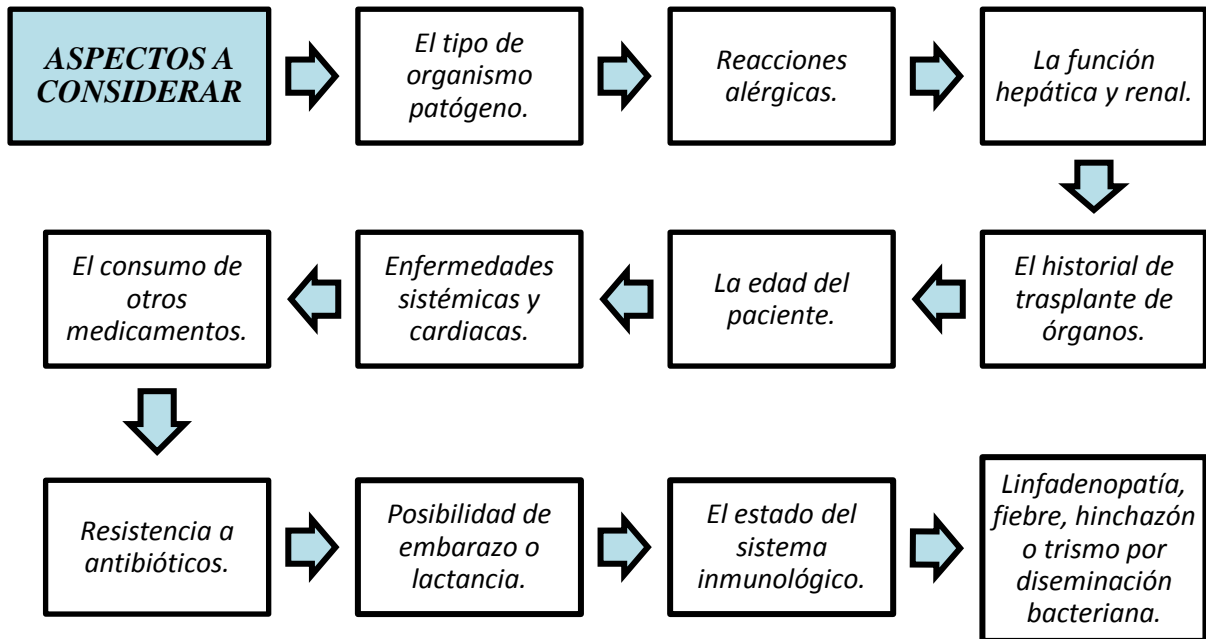 ASPECTOS A
CONSIDERAR
El tipo de
organismo
patógeno.
Reacciones
alérgicas.
La función
hepática y renal.
El historial de
trasplante de
órganos.
La edad del
paciente.
Enfermedades
sistémicas y
cardiacas.
El consumo de
otros
medicamentos.
Resistencia a
antibióticos.
Posibilidad de
embarazo o
lactancia.
El estado del
sistema
inmunológico.
Linfadenopatía,
fiebre, hinchazón
o trismo por
diseminación
bacteriana.